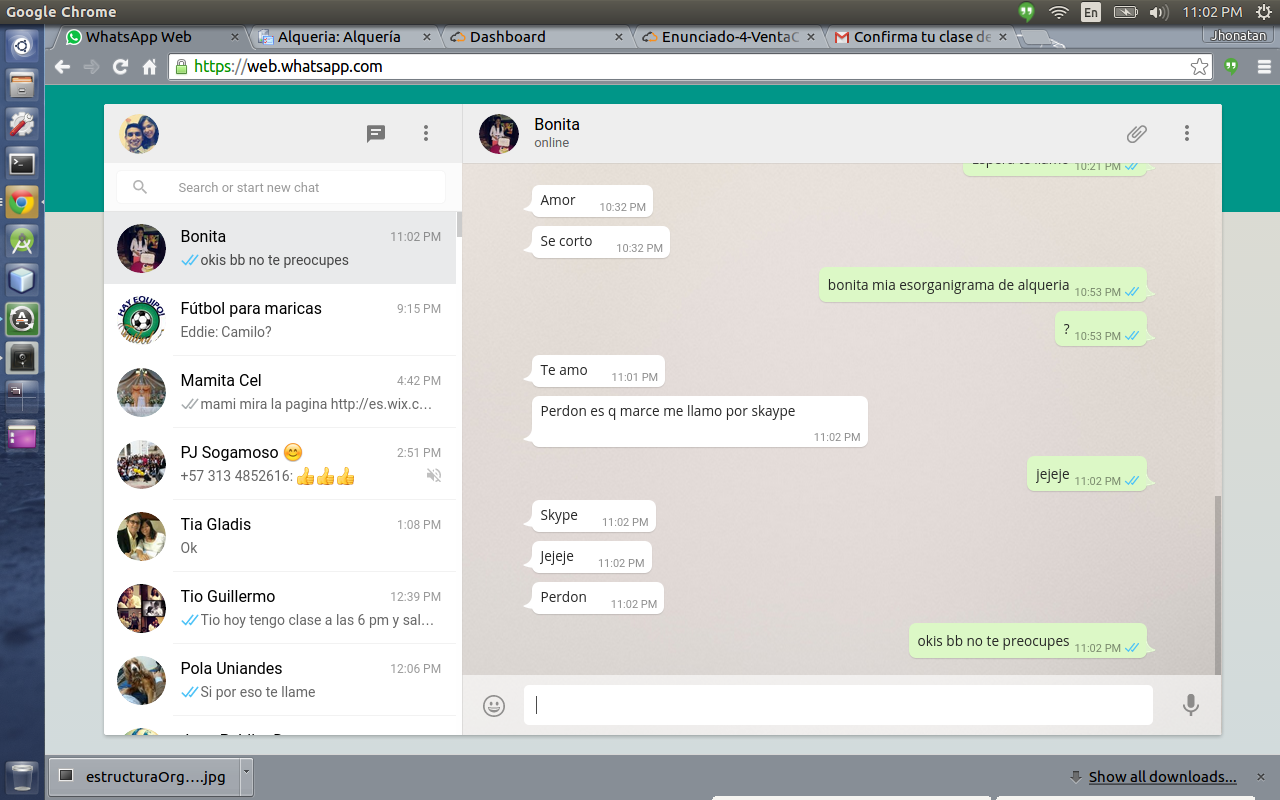 Google Chrome
En
11:02 PM
WhatsApp Web
Alqueria: Alquería
Dashboard
Enunciado-4-VentaC
Confirma tu clase de
Jhonatan
https://web.whatsapp.com
Bonita
online
Search or start new chat
Bonita
11:02 PM
okis bb no te preocupes
HAY EQUIPO
Fútbol para maricas
9:15 PM
Eddie: Camilo?
Mamita Cel
4:42 PM
mami mira la pagina http://es.wix.c...
PJ Sogamoso 😊
2:51 PM
+57 313 4852616: 👍👍👍
Tia Gladis
1:08 PM
Ok
Tio Guillermo
12:39 PM
Tio hoy tengo clase a las 6 pm y sal...
Pola Uniandes
12:06 PM
Si por eso te llame
10:21 PM
Amor
10:32 PM
Se corto
10:32 PM
bonita mia esorganigrama de alqueria
10:53 PM
?
10:53 PM
Te amo
11:01 PM
Perdon es q marce me llamo por skaype
11:02 PM
jejeje
11:02 PM
Skype
11:02 PM
Jejeje
11:02 PM
Perdon
11:02 PM
okis bb no te preocupes
11:02 PM
estructuraOrg....jpg
Show all downloads...